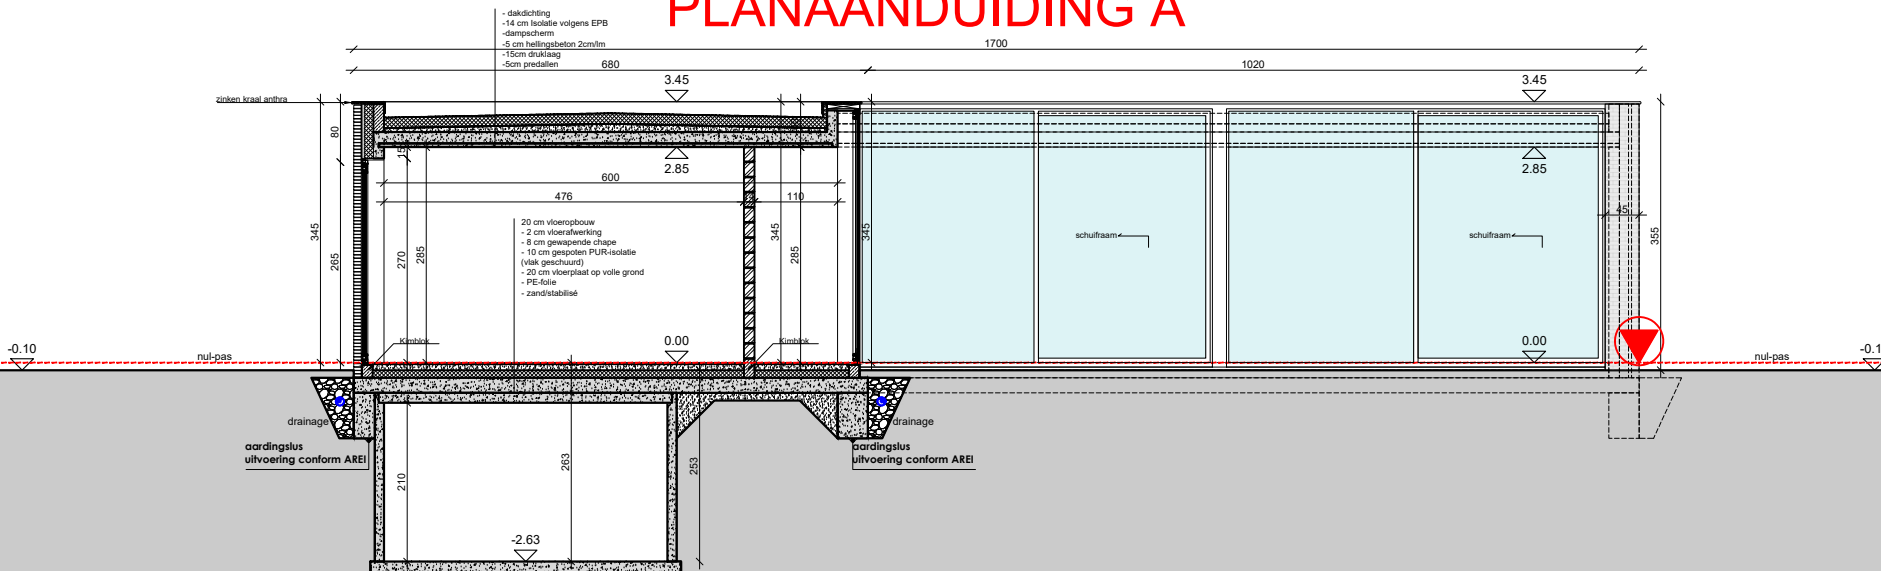 PLANAANDUIDING A
- dakdichting
-14 cm Isolatie volgens EPB
-dampscherm
-5 cm hellingsbeton 2cm/lm
-15cm druklaag
-5cm predallen
1700
680
1020
3.45
3.45
zinken kraal anthra
80
15
2.85
2.85
600
476
110
45
345
265
270
285
345
285
345
355
20 cm vloeropbouw
- 2 cm vloerafwerking
- 8 cm gewapende chape
- 10 cm gespoten PUR-isolatie
(vlak geschuurd)
- 20 cm vloerplaat op volle grond
- PE-folie
- zand/stabilisé
schuifraam
schuifraam
Kimblok
Kimblok
0.00
0.00
-0.10
-0.1
nul-pas
nul-pas
drainage
drainage
aardingslus
uitvoering conform AREI
aardingslus
uitvoering conform AREI
210
263
253
-2.63